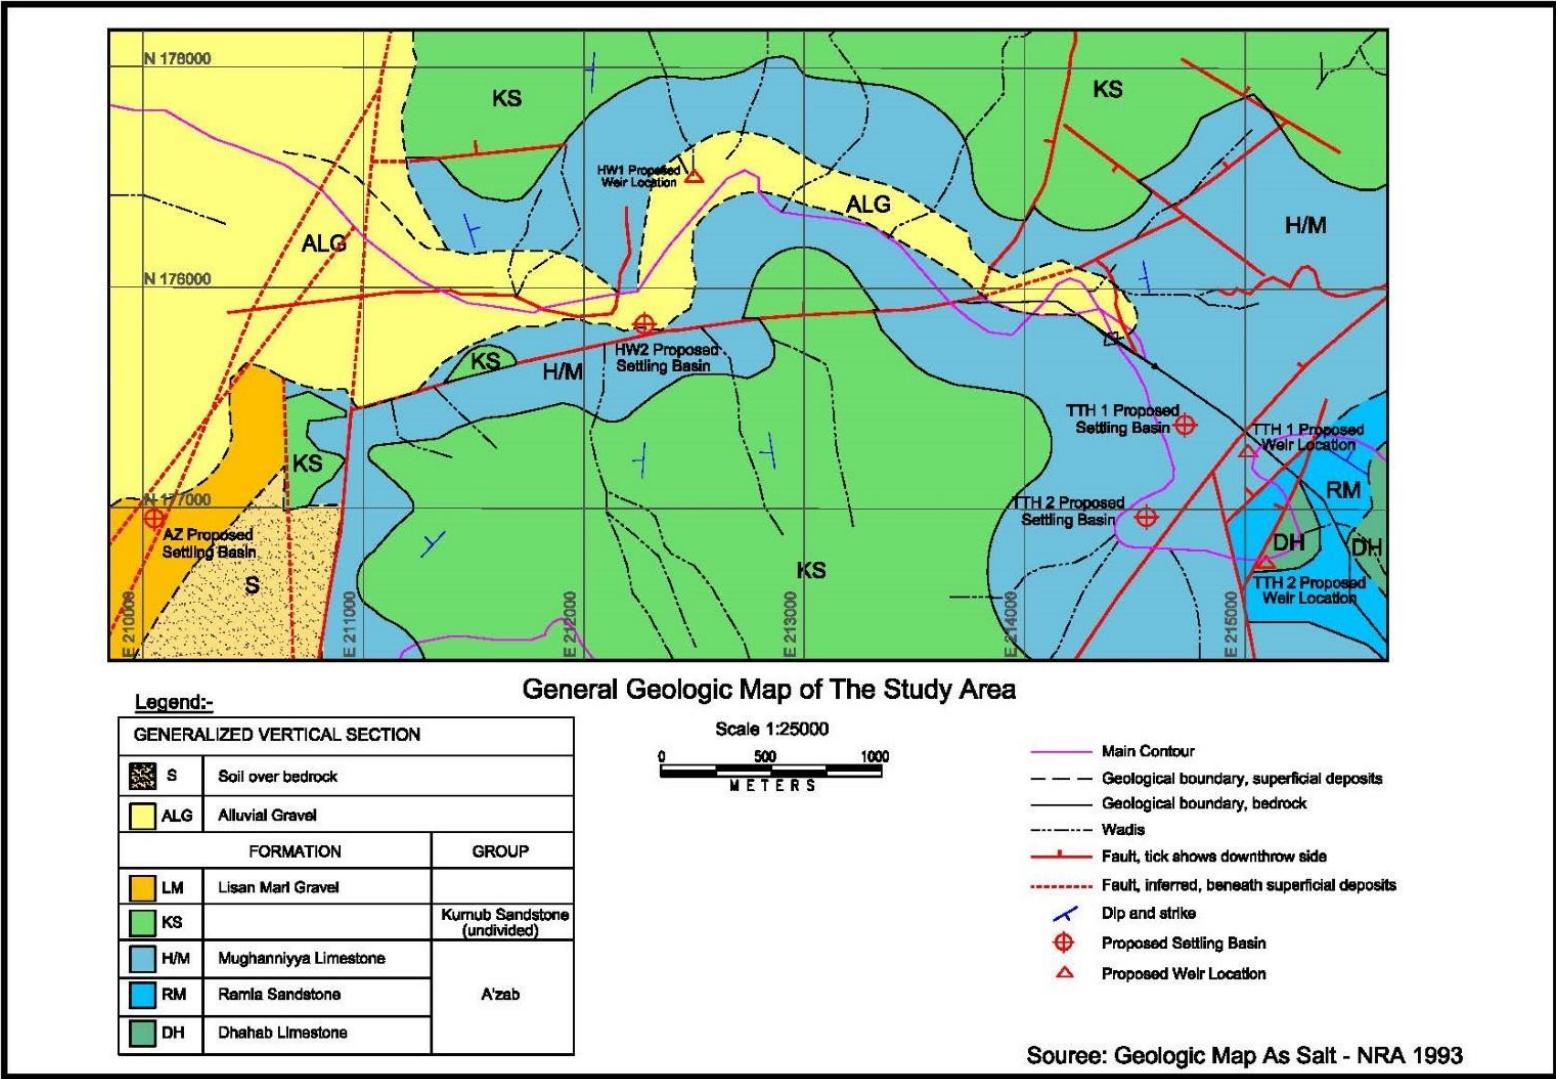 N 178000
KS
KS
HW1 Proposed
Weir Location
ALG
H/M
ALG
N 178000
HW2 Proposed
Settling Basin
KS
H/M
TTH 1 Proposed
Settling Basin
TTH 1 Proposed
Weir Location
KS
RM
N 177000
TTH 2 Proposed
Settling Basin
AZ Proposed
Settling Basin
DH
DH
KS
S
TTH 2 Proposed
Weir Location
E 210000
E 211000
E 212000
E 213000
E 214000
E 215000
General Geologic Map of The Study Area
Legend:-
GENERALIZED VERTICAL SECTION
S Soil over bedrock
ALG Alluvial Gravel
FORMATION GROUP
LM Lisan Marl Gravel
KS Kurnub Sandstone
(undivided)
H/M Mughanniyya Limestone
RM Ramla Sandstone A'zab
DH Dhahab Limestone
Scale 1:25000
0 500 1000
METERS
Main Contour
Geological boundary, superficial deposits
Geological boundary, bedrock
Wadis
Fault, tick shows downthrow side
Fault, inferred, beneath superficial deposits
Dip and strike
Proposed Settling Basin
Proposed Weir Location
Souree: Geologic Map As Salt - NRA 1993